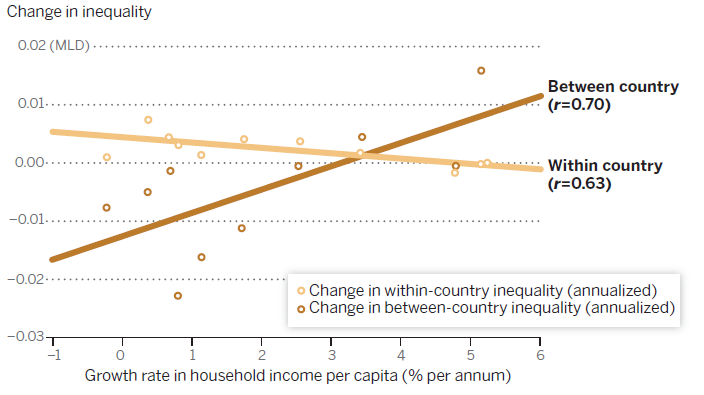 Change in inequality
0.02 (MLD)
0.01
0.00
−0.01
−0.02
−0.03
Between country
(r=0.70)
Within country
(r=0.63)
Change in within-country inequality (annualized)
Change in between-country inequality (annualized)
−1 0 1 2 3 4 5 6
Growth rate in household income per capita (% per annum)